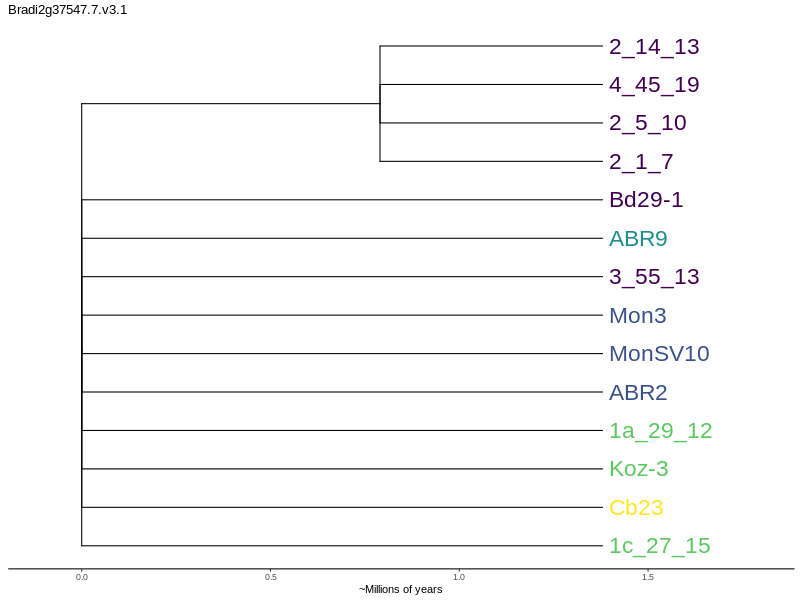 Bradi2g37547.7.v3.1
2_14_13
4_45_19
2_5_10
2_1_7
Bd29-1
ABR9
3_55_13
Mon3
MonSV10
ABR2
1a_29_12
Koz-3
Cb23
1c_27_15
0.0 0.5 1.0 1.5
~Millions of years